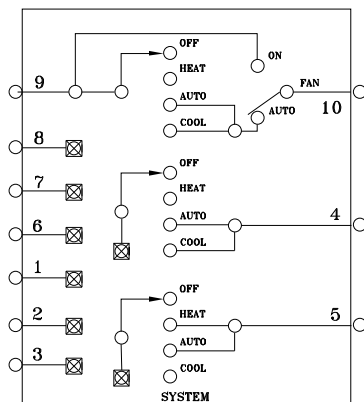 OFF
ON
HEAT
9
FAN
AUTO
10
AUTO
COOL
8
OFF
7
HEAT
6
AUTO
4
COOL
1
OFF
2
HEAT
5
AUTO
3
COOL
SYSTEM